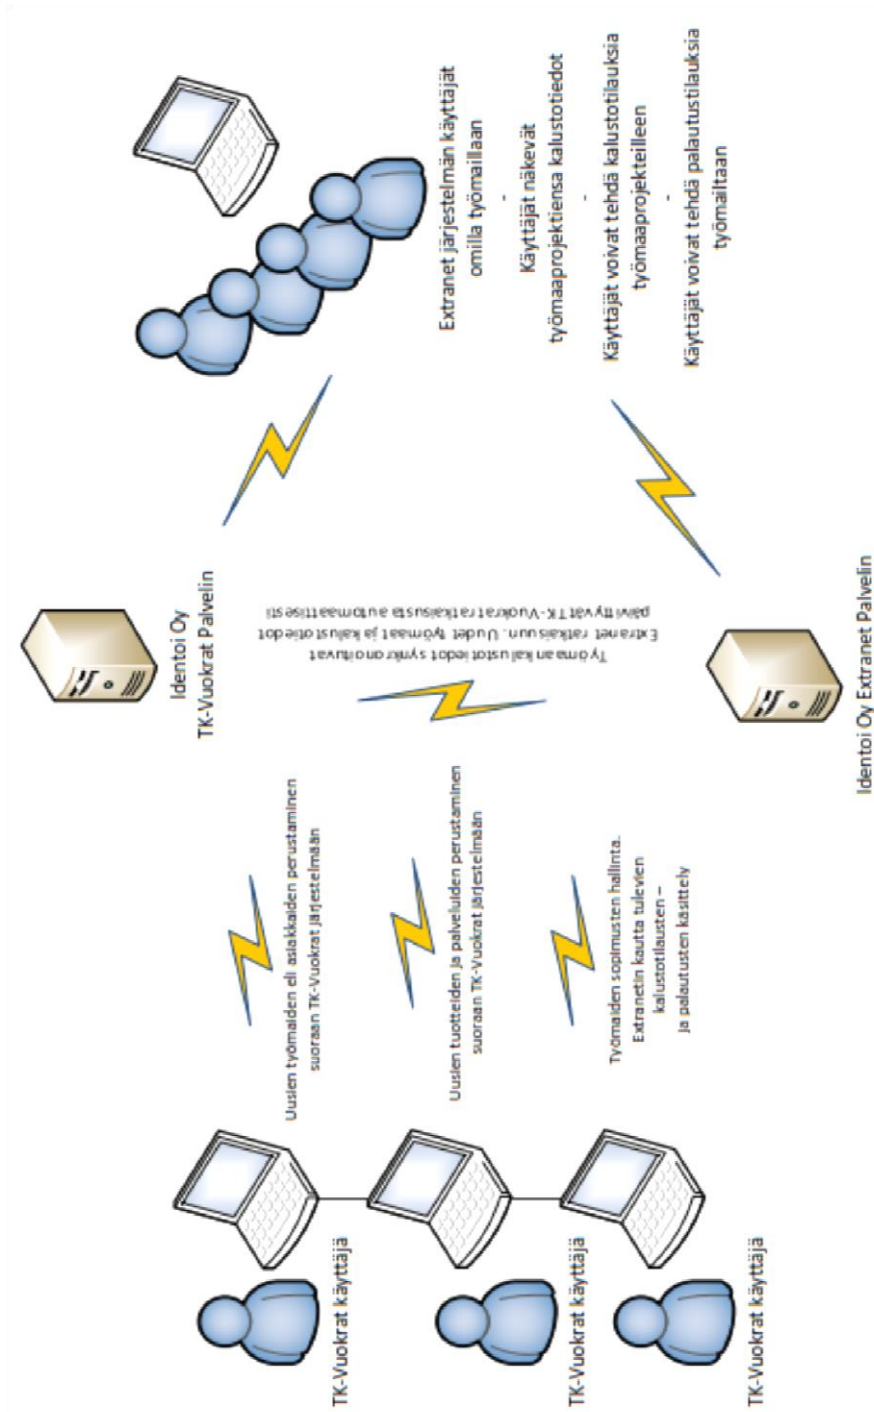 TK-Vuokrat käyttäjä
TK-Vuokrat käyttäjä
TK-Vuokrat käyttäjä
Uusien työmaiden eli asiakkaiden perustaminen
suoraan TK-Vuokrat järjestelmään
Uusien tuotteiden ja palveluiden perustaminen
suoraan TK-Vuokrat järjestelmään
Työmaiden sopimusten hallinta.
Extranetin kautta tulevien
kalustotilausten –
ja palautusten käsittely
Identoi Oy
TK-Vuokrat Palvelin
Työmaan kalustotiedot synkronoituvat
Extranet ratkaisuun. Uudet työmaat ja kalustotiedot
päivittyvät TK-Vuokrat ratkaisusta automaattisesti
Identoi Oy Extranet Palvelin
Extranet järjestelmän käyttäjät
omilla työmaillaan
-
Käyttäjät näkevät
työmaaprojektiensa kalustotiedot
-
Käyttäjät voivat tehdä kalustotilauksia
työmaaprojekteilleen
-
Käyttäjät voivat tehdä palautustilauksia
työmailtaan